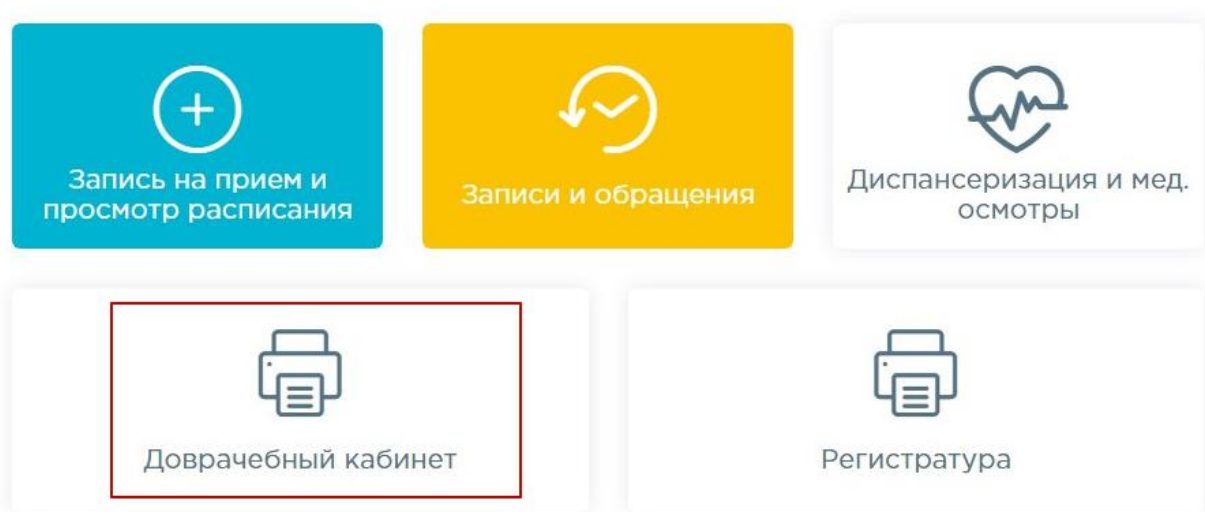 Запись на прием и
просмотр расписания
Записи и обращения
Диспансеризация и мед.
осмотры
Доврачебный кабинет
Регистратура